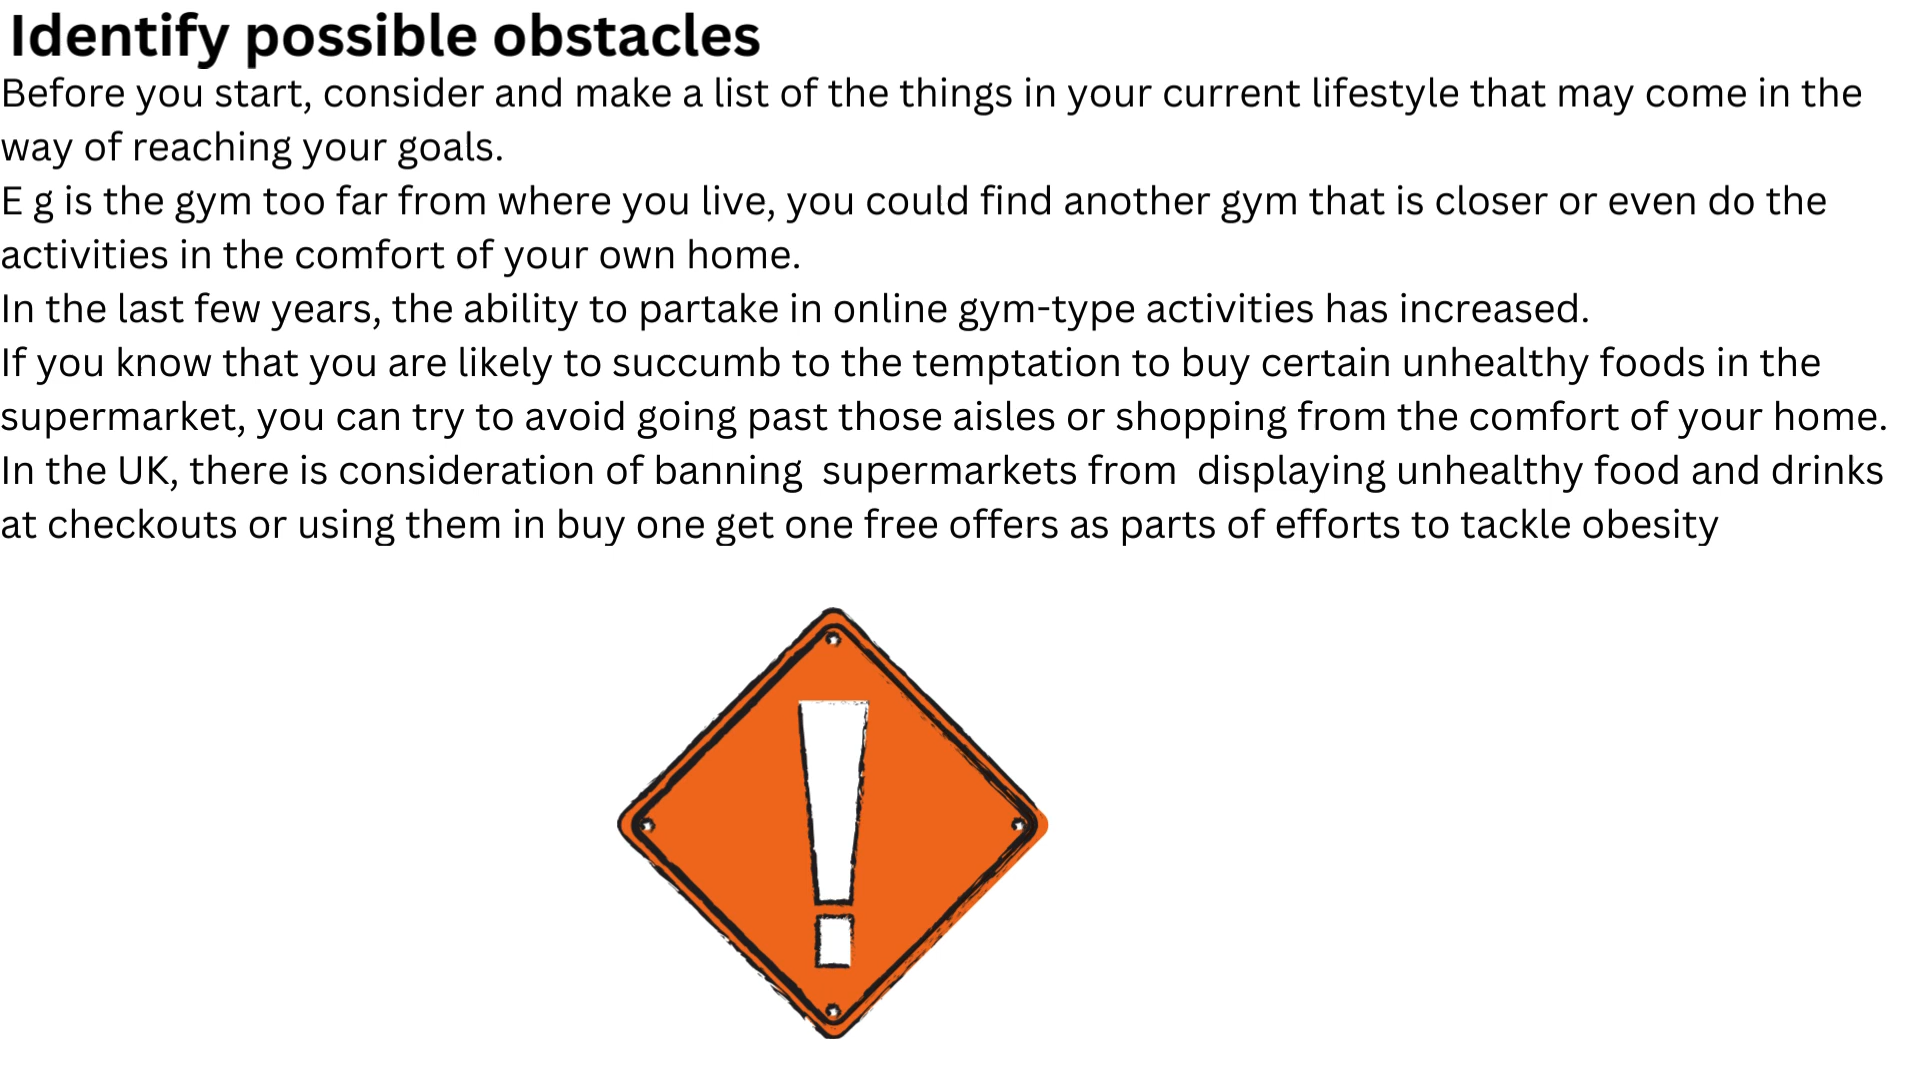 Identify possible obstacles
Before you start, consider and make a list of the things in your current lifestyle that may come in the
way of reaching your goals.
E g is the gym too far from where you live, you could find another gym that is closer or even do the
activities in the comfort of your own home.
In the last few years, the ability to partake in online gym-type activities has increased.
If you know that you are likely to succumb to the temptation to buy certain unhealthy foods in the
supermarket, you can try to avoid going past those aisles or shopping from the comfort of your home.
In the UK, there is consideration of banning  supermarkets from  displaying unhealthy food and drinks
at checkouts or using them in buy one get one free offers as parts of efforts to tackle obesity
!